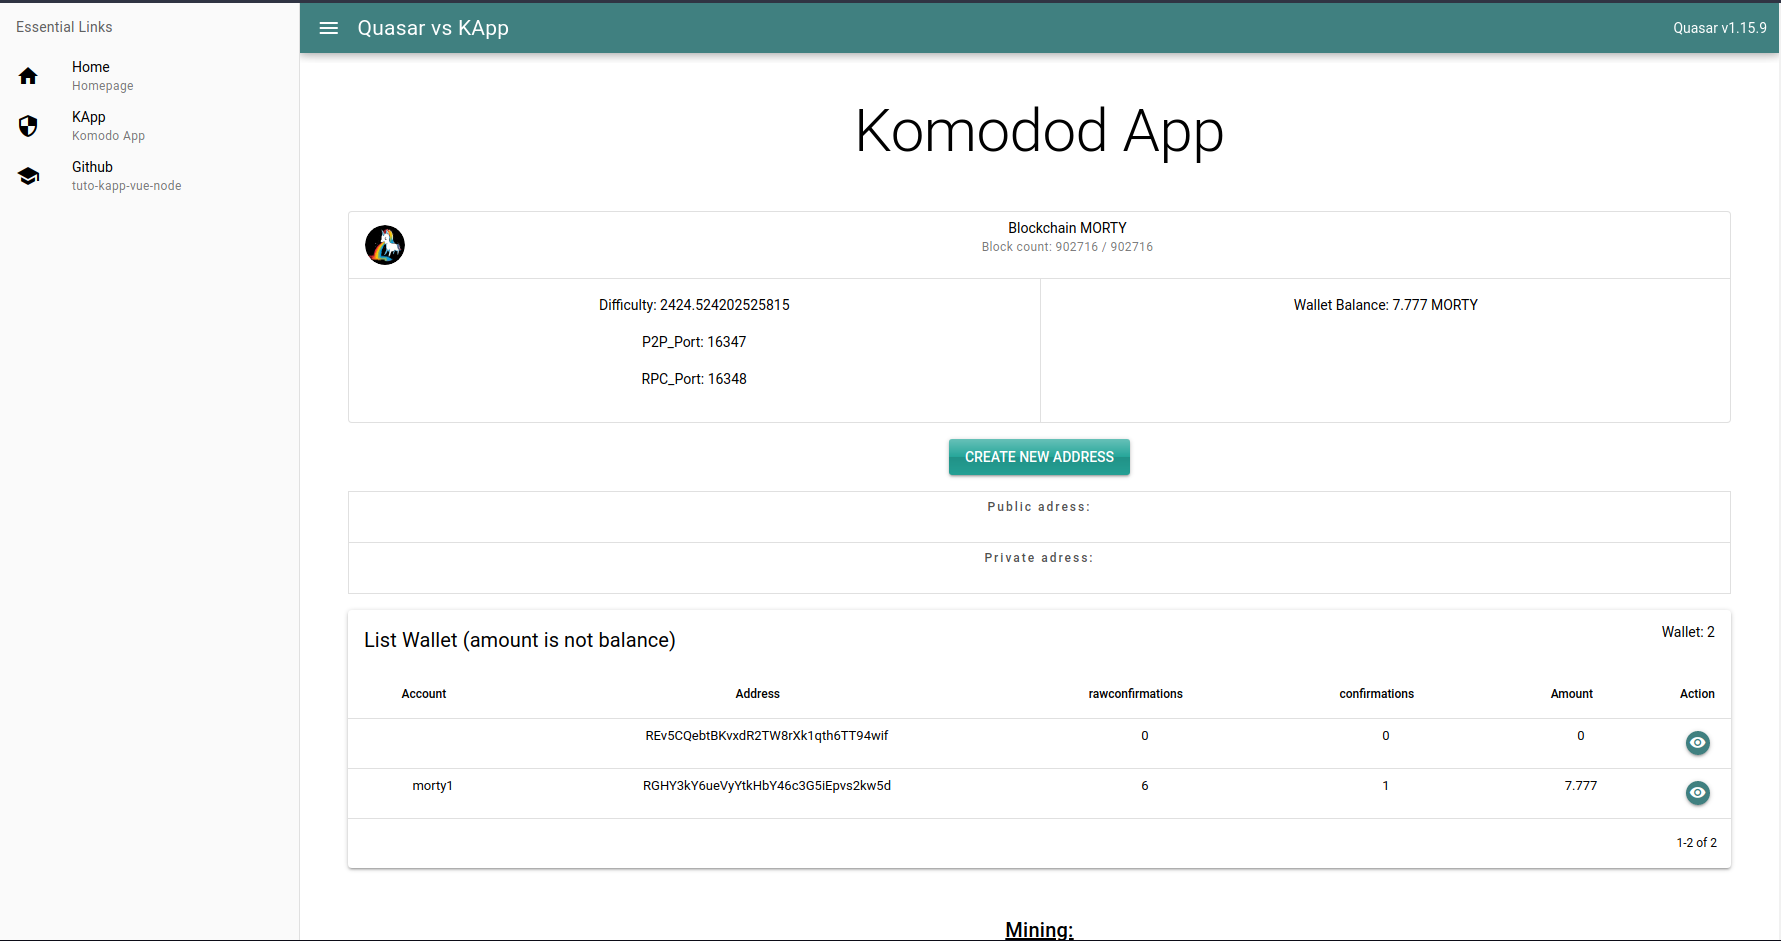 Essential Links
Home
Homepage
KApp
Komodo App
Github
tuto-kapp-vue-node
Quasar vs KApp
Quasar v1.15.9
Komodod App
Blockchain MORTY
Block count: 902716 / 902716
Difficulty: 2424.524202525815
P2P_Port: 16347
RPC_Port: 16348
Wallet Balance: 7.777 MORTY
CREATE NEW ADDRESS
Public adress:
Private adress:
List Wallet (amount is not balance)
Wallet: 2
Account Address rawconfirmations confirmations Amount Action
REv5CQebtBKvxdR2TW8rXk1qth6TT94wif 0 0 0
morty1 RGHY3kY6ueVyYtkHbY46c3G5iEpvs2kw5d 6 1 7.777
1-2 of 2
Mining: